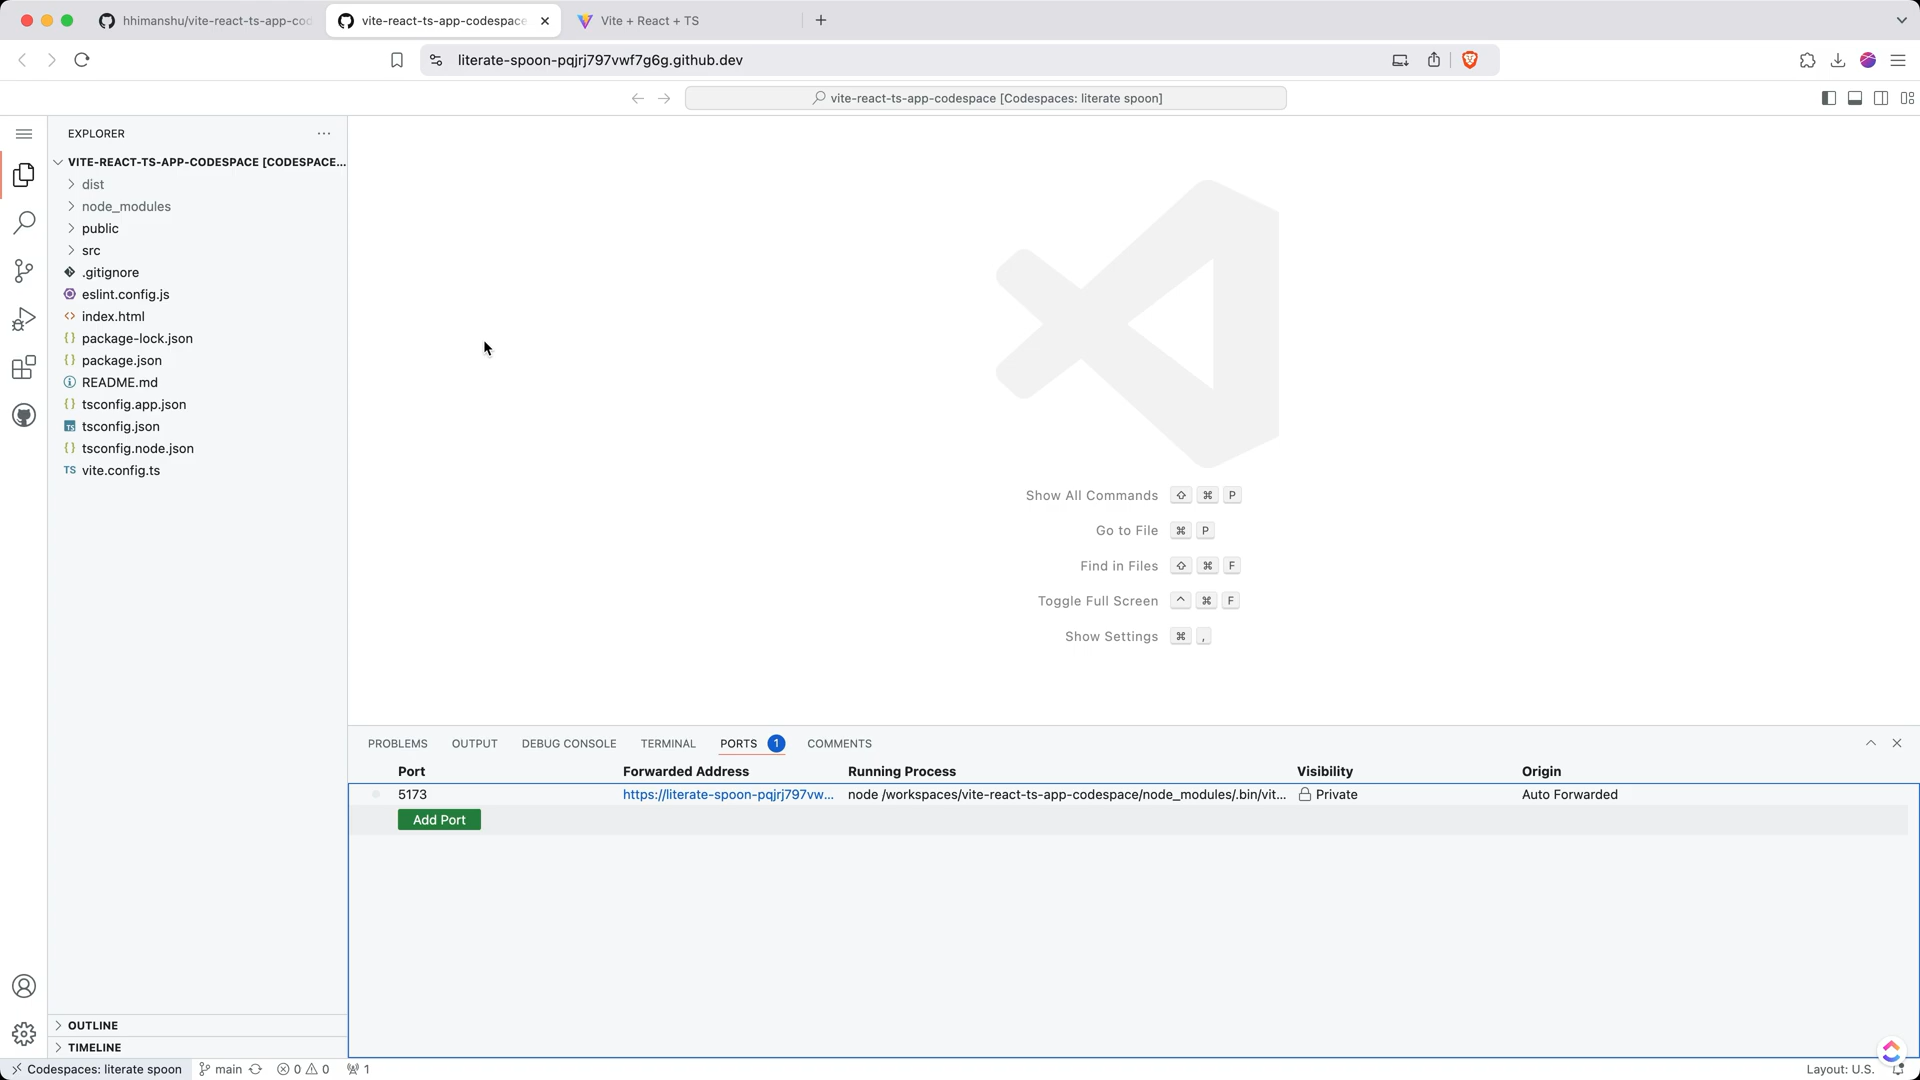 hhimanshu/vite-react-ts-app-cod
vite-react-ts-app-codespace
Vite + React + TS
literate-spoon-pqjrj797vwf7g6g.github.dev
vite-react-ts-app-codespace [Codespaces: literate spoon]
EXPLORER
VITE-REACT-TS-APP-CODESPACE [CODESPACE...
dist
node_modules
public
src
.gitignore
eslint.config.js
index.html
package-lock.json
package.json
README.md
tsconfig.app.json
tsconfig.json
tsconfig.node.json
TS vite.config.ts
OUTLINE
TIMELINE
Show All Commands ⇧ ⌘ P
Go to File ⌘ P
Find in Files ⇧ ⌘ F
Toggle Full Screen ^ ⌘ F
Show Settings ⌘ ,
PROBLEMS OUTPUT DEBUG CONSOLE TERMINAL PORTS 1 COMMENTS
Port Forwarded Address Running Process Visibility Origin
5173 https://literate-spoon-pqjrj797vw... node /workspaces/vite-react-ts-app-codespace/node_modules/.bin/vit... Private Auto Forwarded
Add Port
Codespaces: literate spoon main 0 0 1 Layout: U.S.